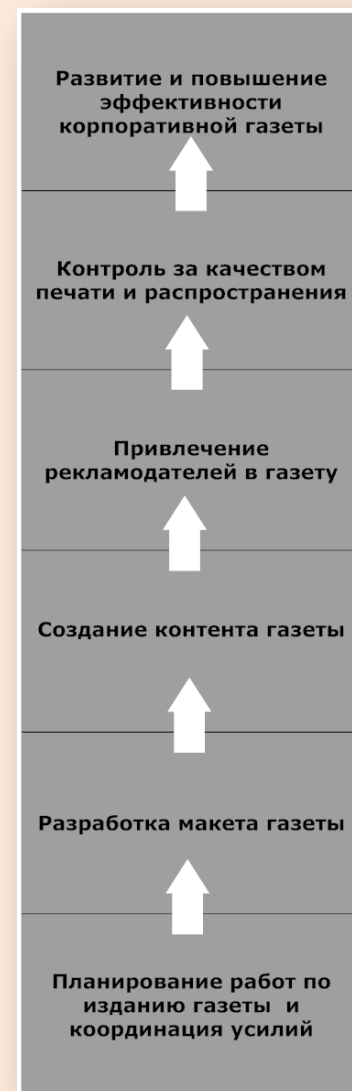 Развитие и повышение
эффективности
корпоративной газеты
Контроль за качеством
печати и распространения
Привлечение
рекламодателей в газету
Создание контента газеты
Разработка макета газеты
Планирование работ по
изданию газеты и
координация усилий